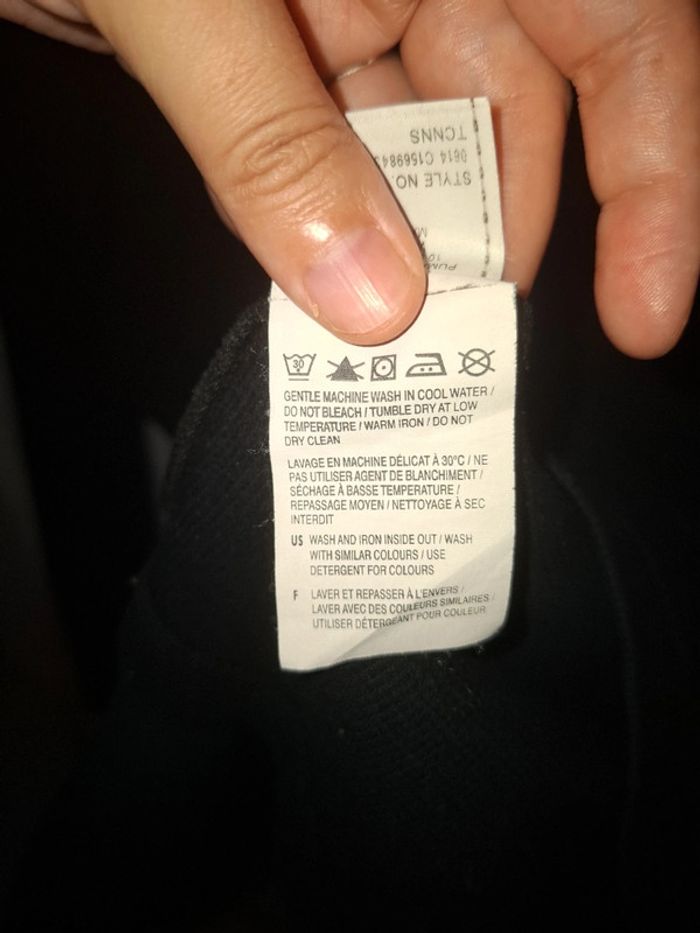 TCNNS
0614 C1569843
STYLE NO.
30
GENTLE MACHINE WASH IN COOL WATER /
DO NOT BLEACH / TUMBLE DRY AT LOW
TEMPERATURE / WARM IRON / DO NOT
DRY CLEAN
LAVAGE EN MACHINE DÉLICAT À 30°C / NE
PAS UTILISER AGENT DE BLANCHIMENT /
SÉCHAGE À BASSE TEMPERATURE /
REPASSAGE MOYEN / NETTOYAGE À SEC
INTERDIT
US WASH AND IRON INSIDE OUT / WASH
WITH SIMILAR COLOURS / USE
DETERGENT FOR COLOURS
F LAVER ET REPASSER À L'ENVERS /
LAVER AVEC DES COULEURS SIMILAIRES /
UTILISER DÉTERGEANT POUR COULEUR